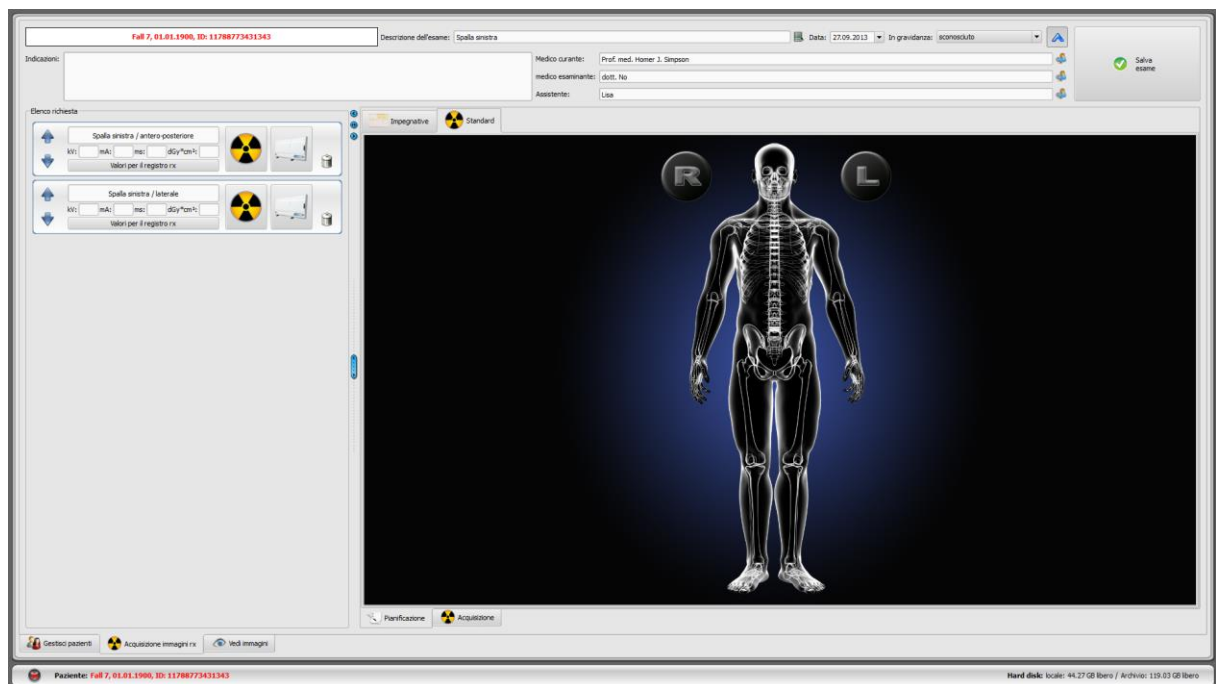 Fall 7, 01.01.1900, ID: 11788773431343
Descrizione dell'esame: Spalla sinistra
Data: 27.09.2013
In gravidanza: sconosciuto
Indicazioni:
Medico curante: Prof. med. Homer J. Simpson
medico esaminante: dott. No
Assistente: Lisa
Salva
esame
Elenco richiesta
Spalla sinistra / antero-posteriore
kV: mA: ms: dGy*cm²:
Valori per il registro rx
Spalla sinistra / laterale
kV: mA: ms: dGy*cm²:
Valori per il registro rx
Impegnative
Standard
R
L
Pianificazione
Acquisizione
Gestisci pazienti
Acquisizione immagini rx
Vedi immagini
Paziente: Fall 7, 01.01.1900, ID: 11788773431343
Hard disk: locale: 44.27 GB libero / Archivio: 119.03 GB libero